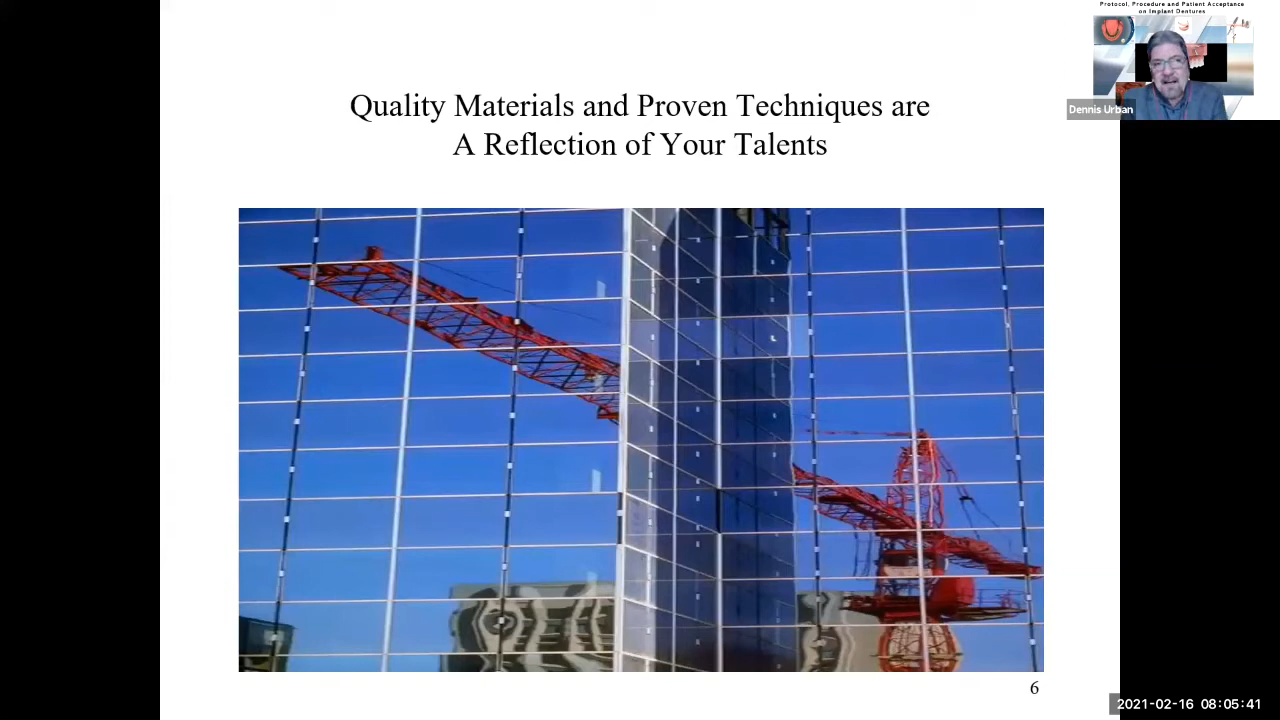 Protocol, Procedure and Patient Acceptance
on Implant Dentures
Dennis Urban
Quality Materials and Proven Techniques are
A Reflection of Your Talents
6
2021-02-16 08:05:41